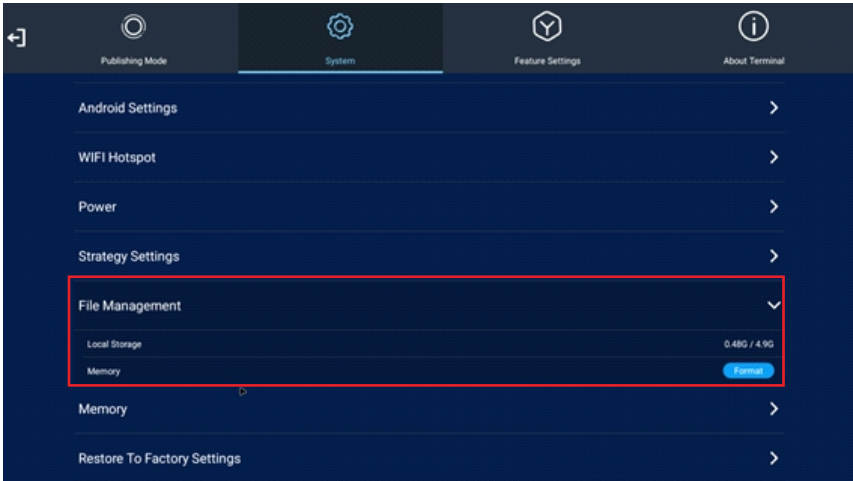 Publishing Mode
System
Feature Settings
About Terminal
Android Settings
WIFI Hotspot
Power
Strategy Settings
File Management
Local Storage 0.48G / 4.9G
Memory Format
Memory
Restore To Factory Settings